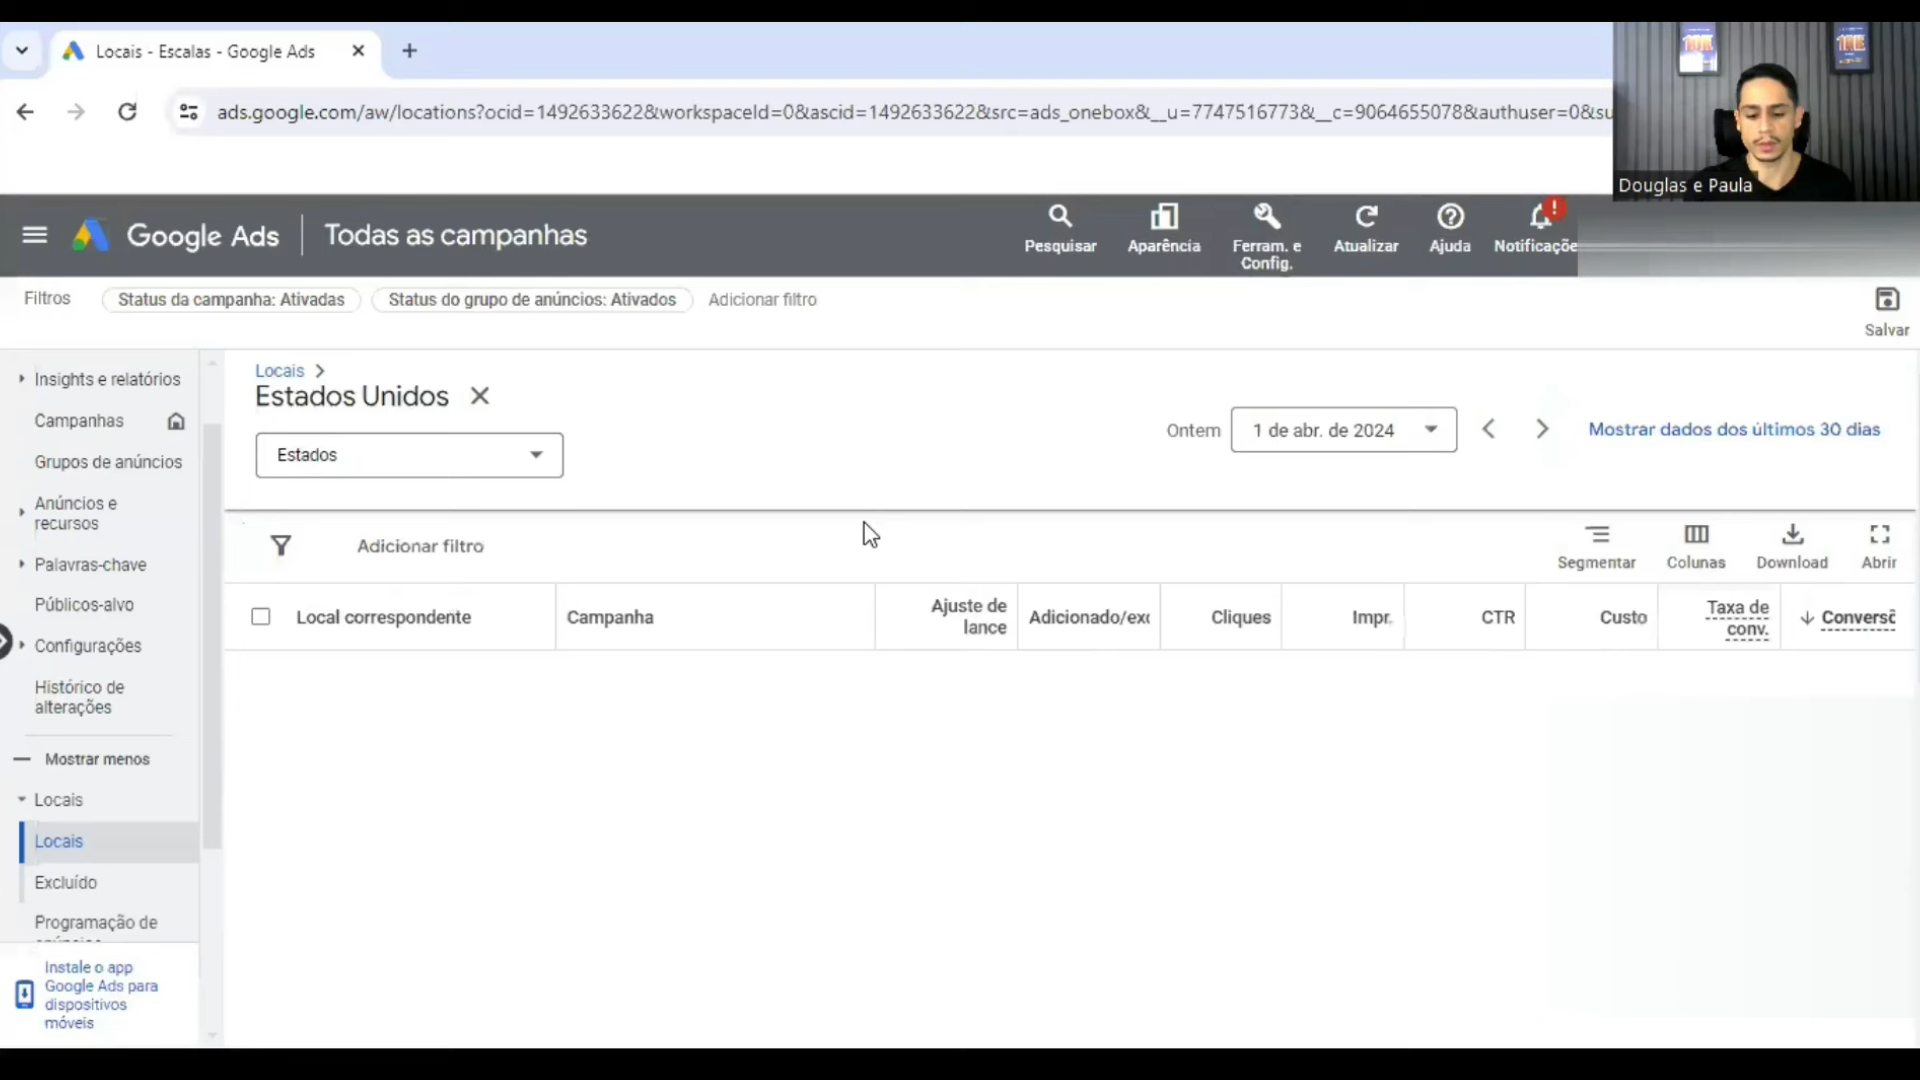 Locais - Escalas - Google Ads
ads.google.com/aw/locations?ocid=1492633622&workspaceId=0&ascid=1492633622&src=ads_onebox&__u=7747516773&__c=9064655078&authuser=0&su
Douglas e Paula
Google Ads
Todas as campanhas
Pesquisar
Aparência
Ferram. e
Config.
Atualizar
Ajuda
Notificaçõe
Filtros
Status da campanha: Ativadas
Status do grupo de anúncios: Ativados
Adicionar filtro
Salvar
Insights e relatórios
Campanhas
Grupos de anúncios
Anúncios e
recursos
Palavras-chave
Públicos-alvo
Configurações
Histórico de
alterações
Mostrar menos
Locais
Locais
Excluído
Programação de
Instale o app
Google Ads para
dispositivos
móveis
Locais
Estados Unidos
Estados
Ontem
1 de abr. de 2024
Mostrar dados dos últimos 30 dias
Adicionar filtro
Segmentar
Colunas
Download
Abrir
Local correspondente
Campanha
Ajuste de
lance
Adicionado/exc
Cliques
Impr.
CTR
Custo
Taxa de
conv.
Conversõ